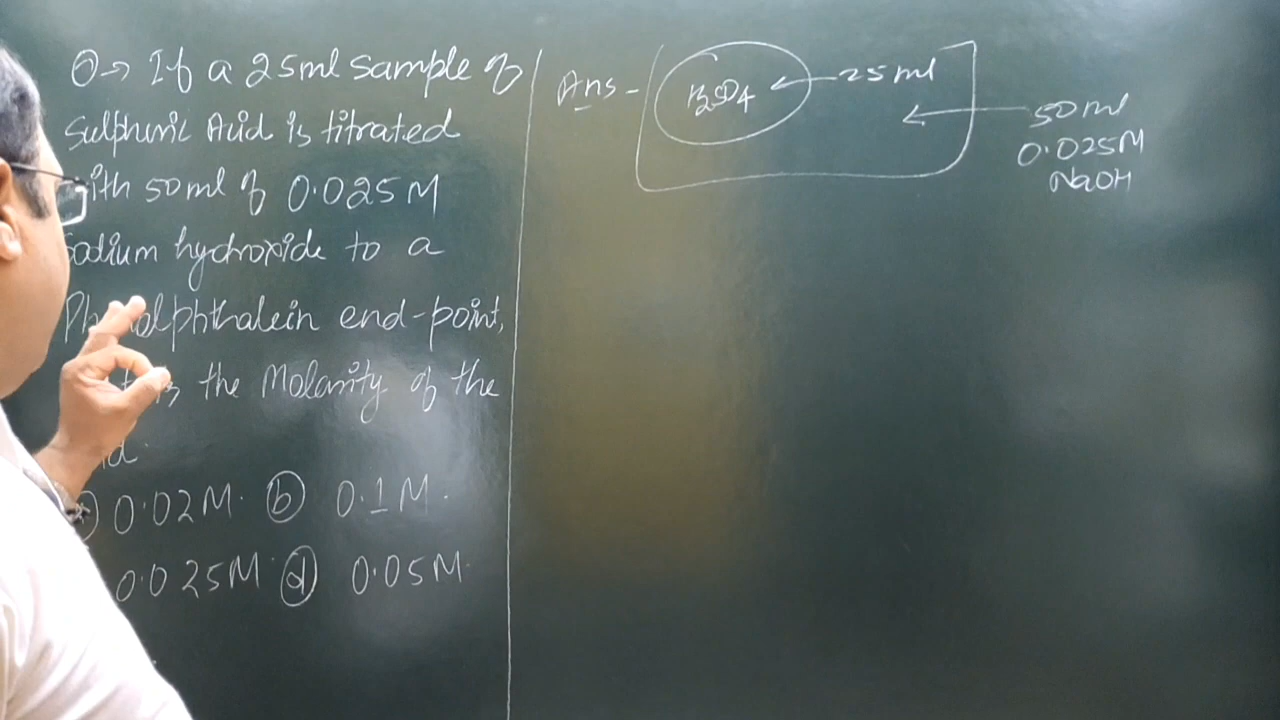 Q→ If a 25ml sample of
Sulphuric Acid is titrated
with 50ml of 0.025M
Sodium hydroxide to a
Phenolphthalein end-point,
is the Molarity of the
0.02M. (b) 0.1M.
0.025M (d) 0.05M.
Ans - H2SO4 ← 25ml
50ml
0.025M
NaOH